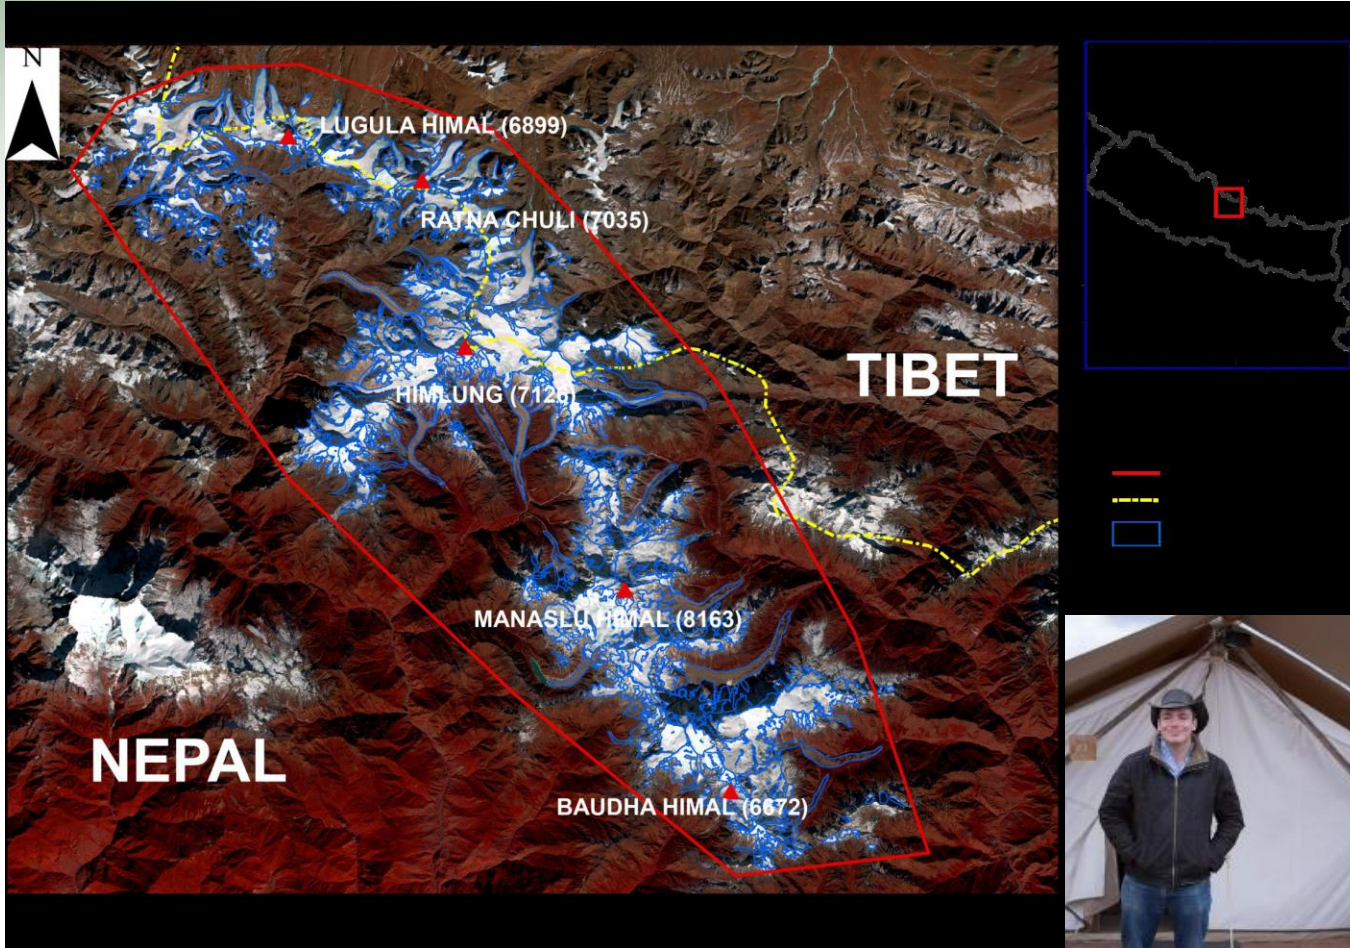 N
LUGULA HIMAL (6899)
RATNA CHULI (7035)
TIBET
HIMLUNG (7126)
MANASLU HIMAL (8163)
NEPAL
BAUDHA HIMAL (6672)